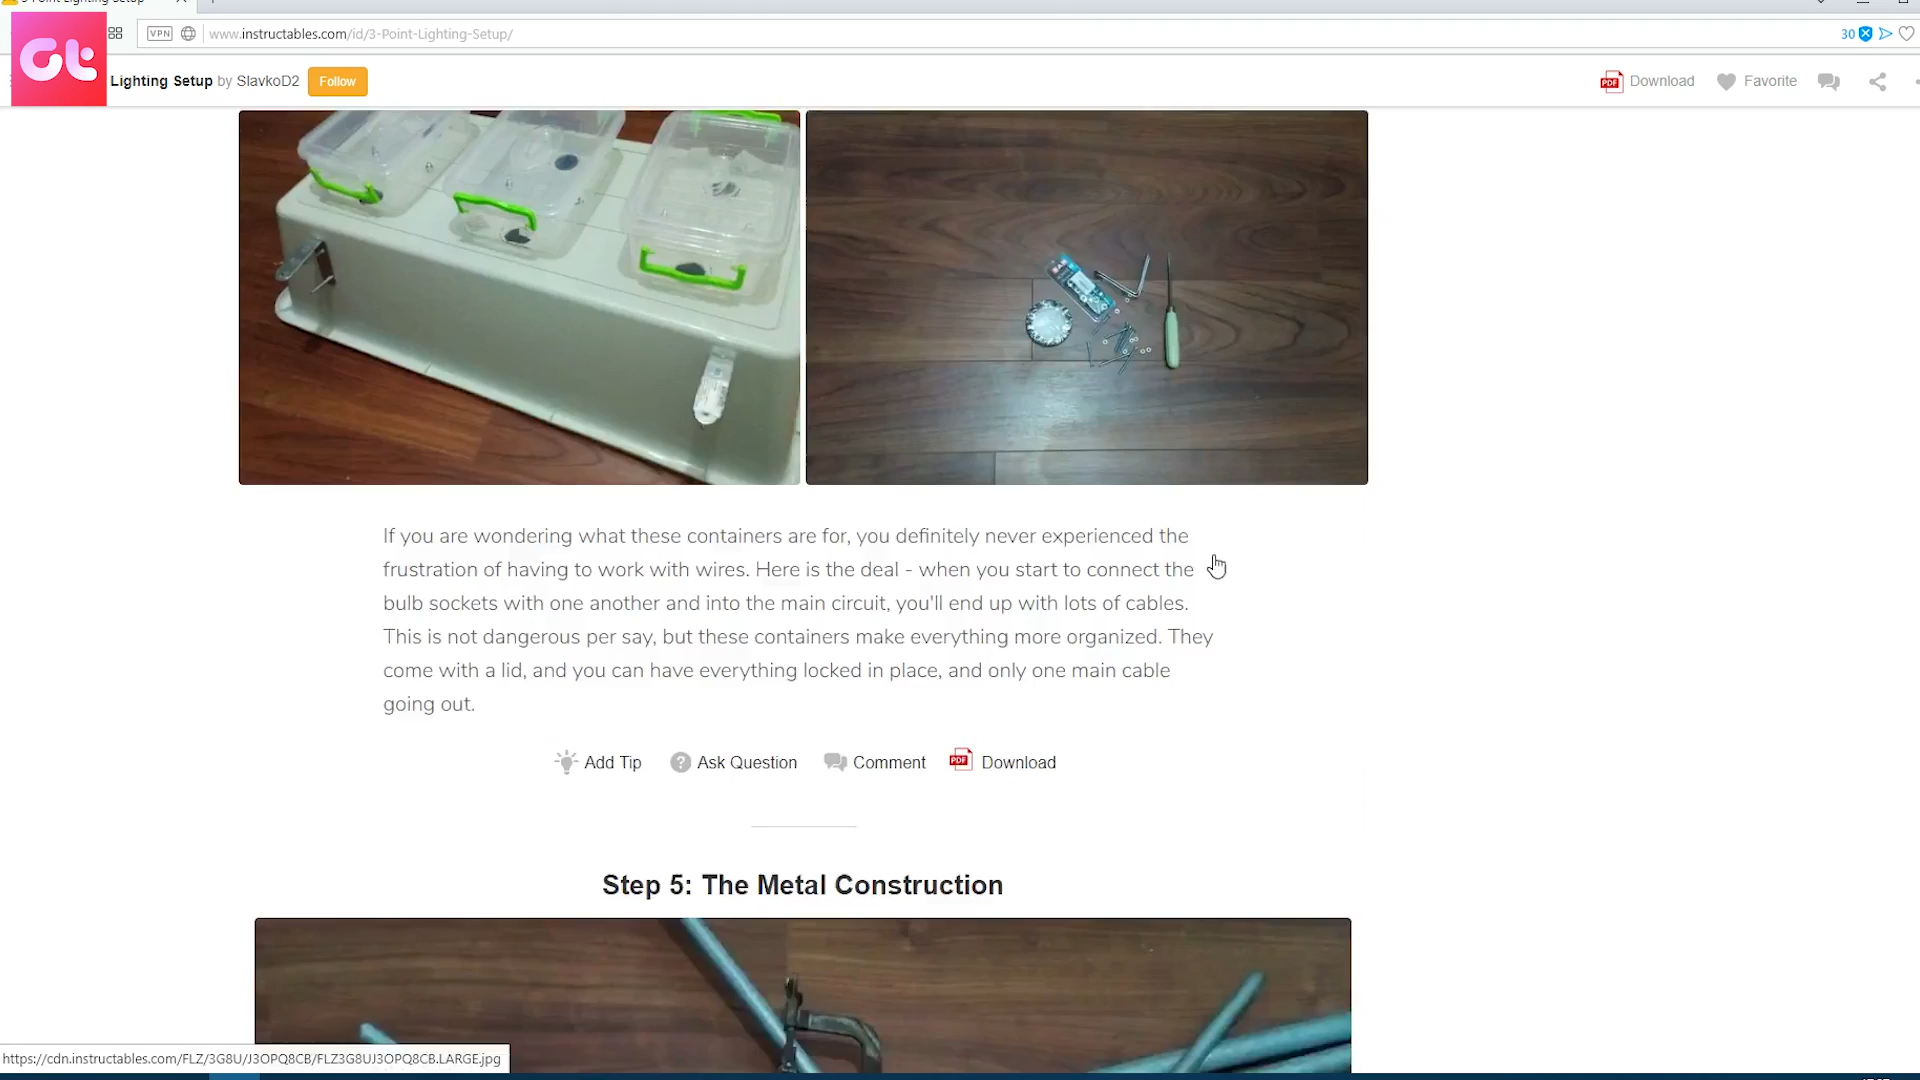 VPN
www.instructables.com/id/3-Point-Lighting-Setup/
30
Gt
Lighting Setup by SlavkoD2
Follow
PDF
Download
Favorite
If you are wondering what these containers are for, you definitely never experienced the
frustration of having to work with wires. Here is the deal - when you start to connect the
bulb sockets with one another and into the main circuit, you'll end up with lots of cables.
This is not dangerous per say, but these containers make everything more organized. They
come with a lid, and you can have everything locked in place, and only one main cable
going out.
Add Tip
Ask Question
Comment
PDF
Download
Step 5: The Metal Construction
https://cdn.instructables.com/FLZ/3G8U/J3OPQ8CB/FLZ3G8UJ3OPQ8CB.LARGE.jpg